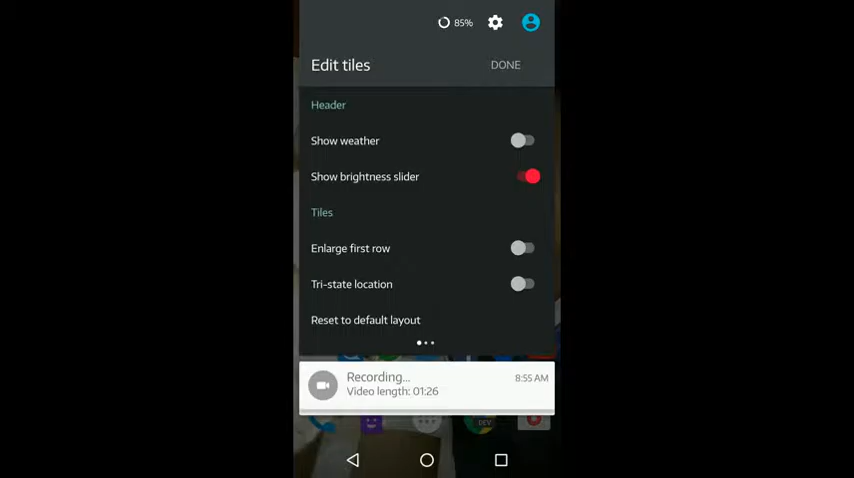 85%
Edit tiles
DONE
Header
Show weather
Show brightness slider
Tiles
Enlarge first row
Tri-state location
Reset to default layout
Recording...
8:55 AM
Video length: 01:26
DEV